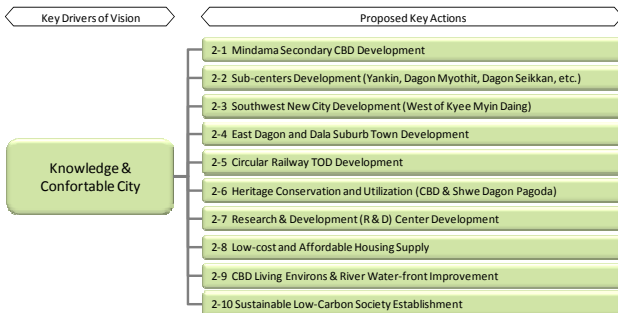 Key Drivers of Vision
Proposed Key Actions
Knowledge &
Confortable City
2-1 Mindama Secondary CBD Development
2-2 Sub-centers Development (Yankin, Dagon Myothit, Dagon Seikkan, etc.)
2-3 Southwest New City Development (West of Kyee Myin Daing)
2-4 East Dagon and Dala Suburb Town Development
2-5 Circular Railway TOD Development
2-6 Heritage Conservation and Utilization (CBD & Shwe Dagon Pagoda)
2-7 Research & Development (R & D) Center Development
2-8 Low-cost and Affordable Housing Supply
2-9 CBD Living Environs & River Water-front Improvement
2-10 Sustainable Low-Carbon Society Establishment